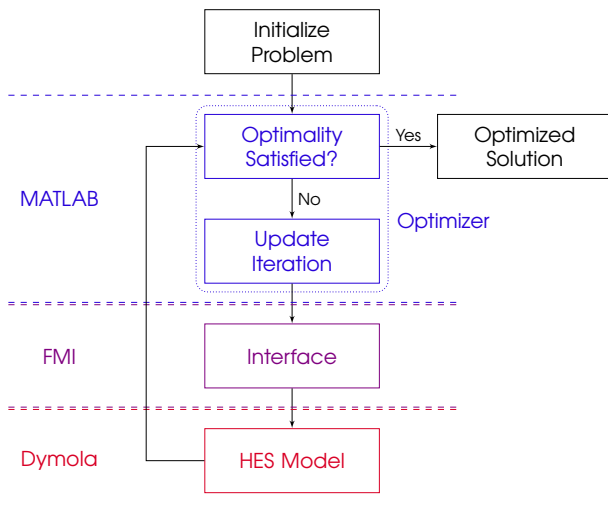 Initialize
Problem
Optimality
Satisfied?
Yes
Optimized
Solution
MATLAB
No
Optimizer
Update
Iteration
FMI
Interface
Dymola
HES Model